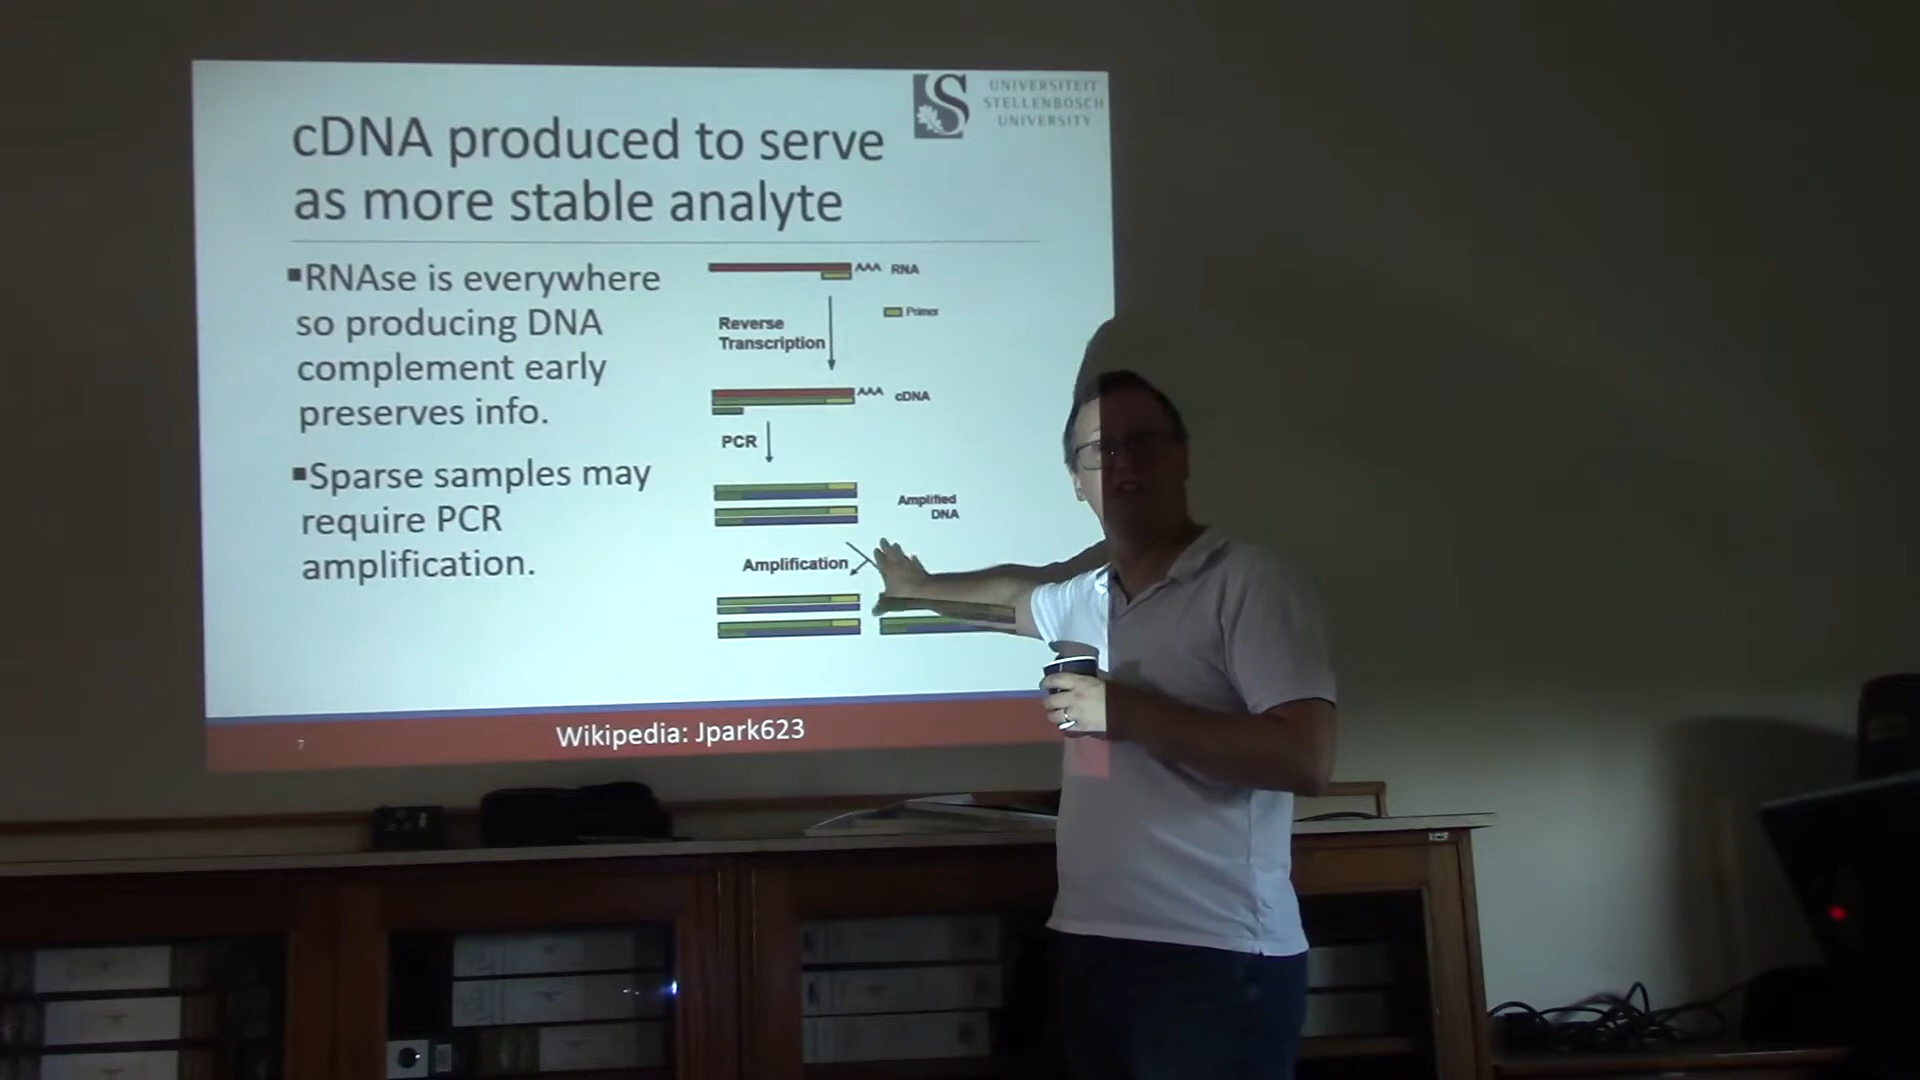 UNIVERSITEIT
STELLENBOSCH
UNIVERSITY
cDNA produced to serve
as more stable analyte
▪RNAse is everywhere
so producing DNA
complement early
preserves info.
▪Sparse samples may
require PCR
amplification.
AAA RNA
Primer
Reverse
Transcription
AAA cDNA
PCR
Amplified
DNA
Amplification
7
Wikipedia: Jpark623